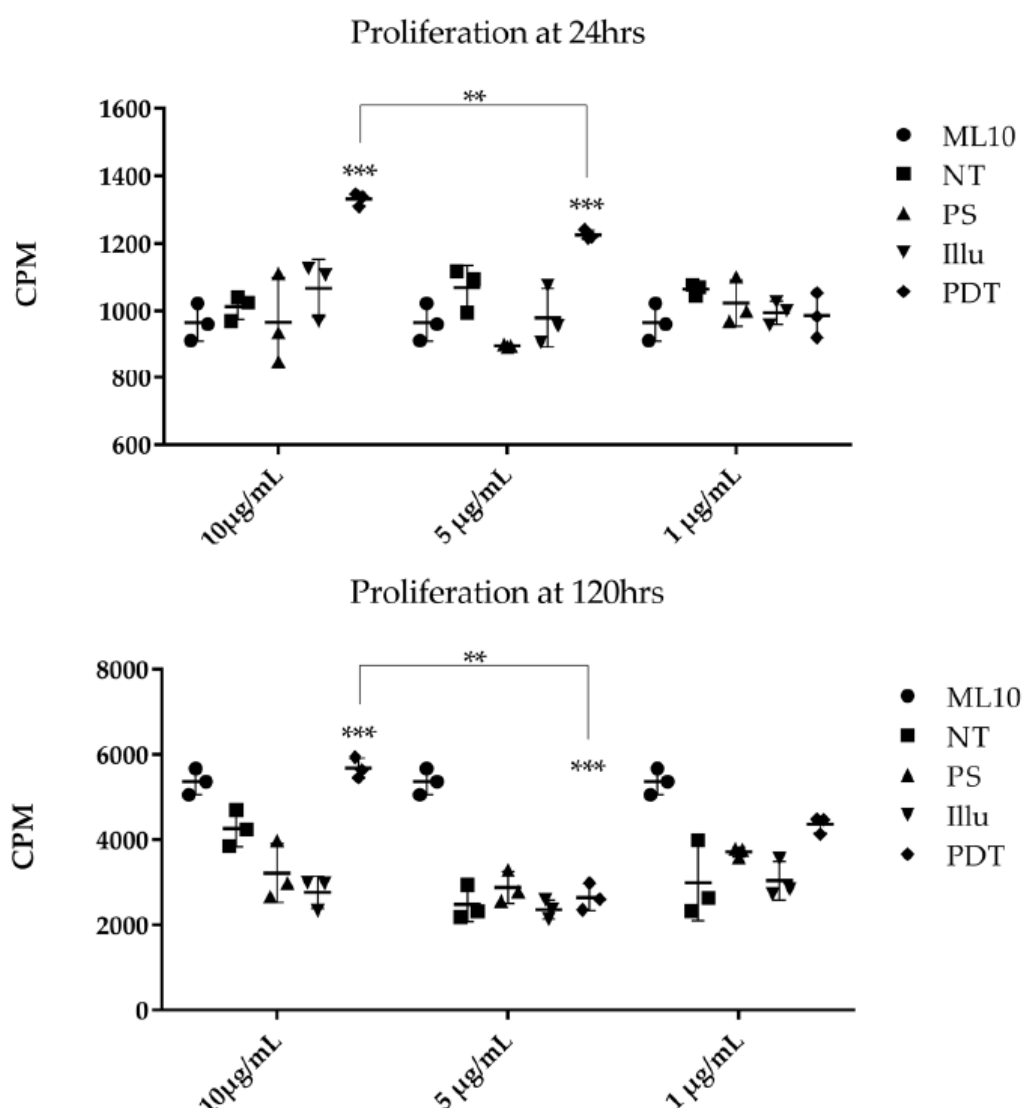 Proliferation at 24hrs
CPM
1600
1400
1200
1000
800
600
**
***
***
10µg/mL
5 µg/mL
1 µg/mL
ML10
NT
PS
Illu
PDT
Proliferation at 120hrs
CPM
8000
6000
4000
2000
0
**
***
***
10µg/mL
5 µg/mL
1 µg/mL
ML10
NT
PS
Illu
PDT